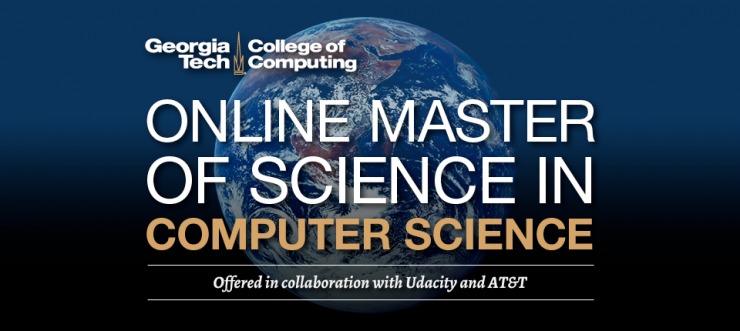 Georgia Tech
College of Computing
ONLINE MASTER
OF SCIENCE IN
COMPUTER SCIENCE
Offered in collaboration with Udacity and AT&T